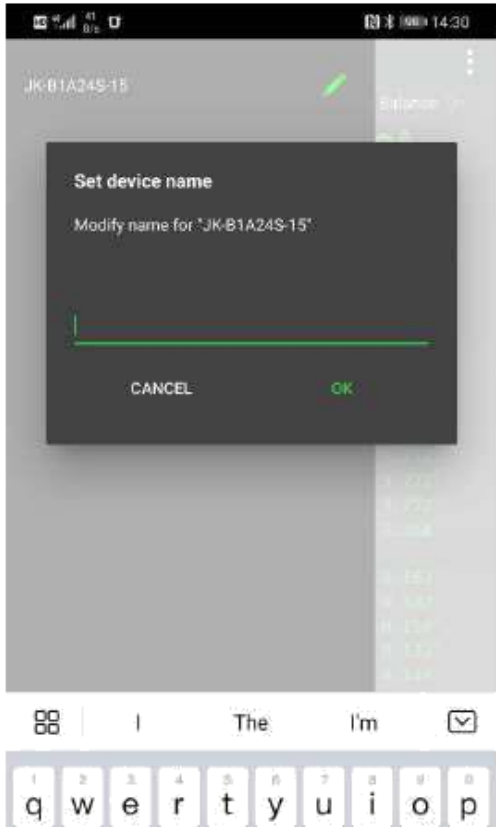 14:30
JK-B1A24S-15
Balance
Set device name
Modify name for "JK-B1A24S-15"
CANCEL OK
I The I'm
1 2 3 4 5 6 7 8 9 0
q w e r t y u i o p